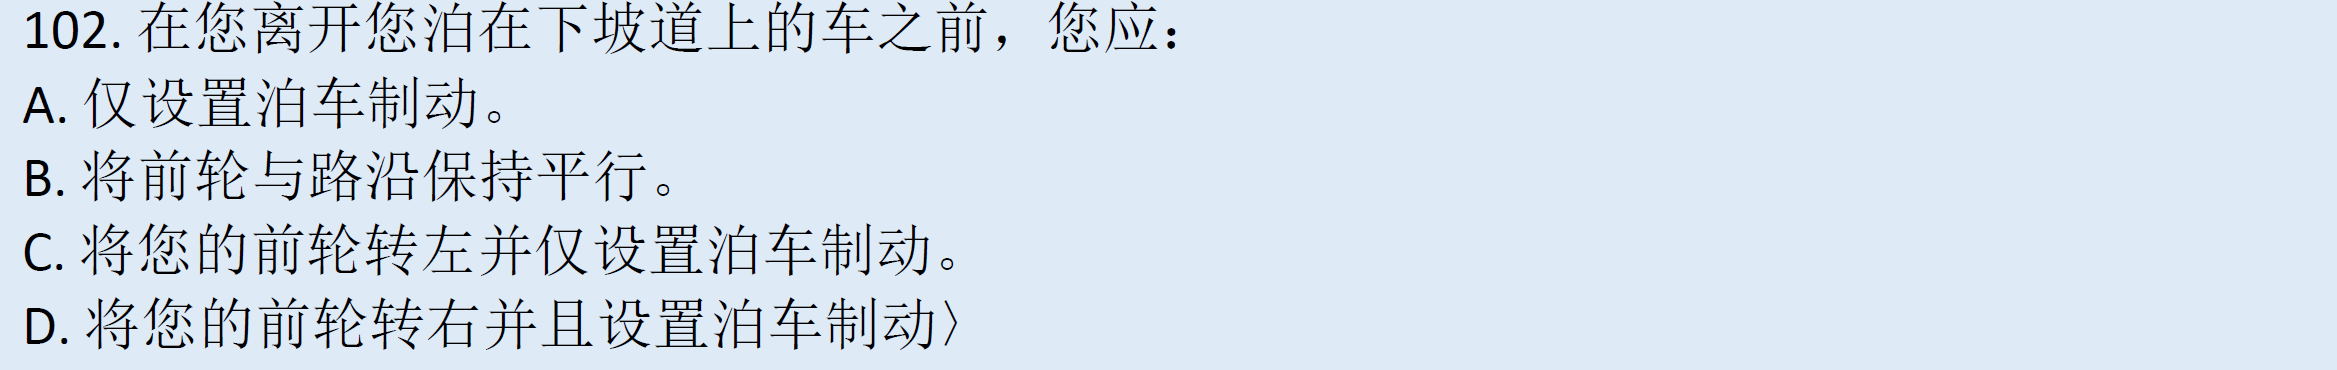 102. 在您离开您泊在下坡道上的车之前，您应：
A. 仅设置泊车制动。
B. 将前轮与路沿保持平行。
C. 将您的前轮转左并仅设置泊车制动。
D. 将您的前轮转右并且设置泊车制动〉